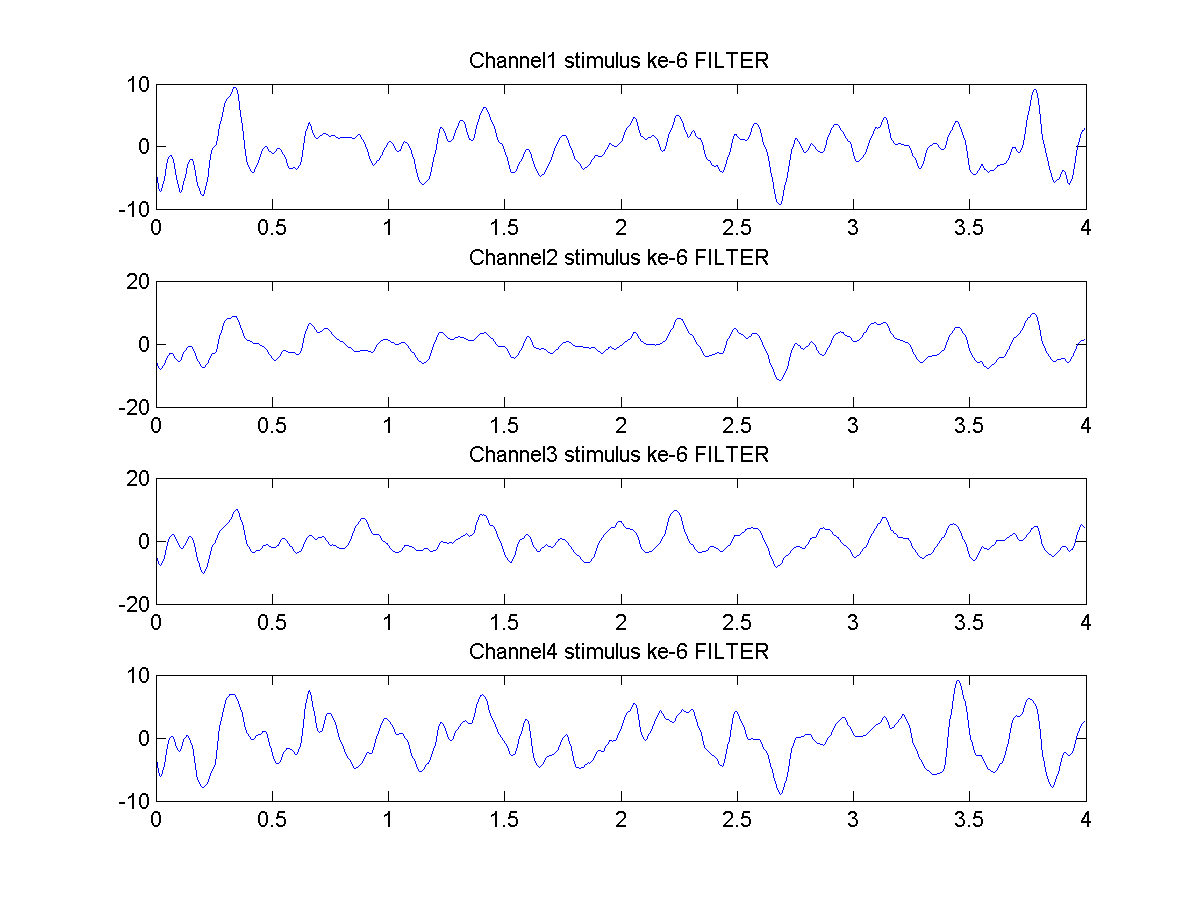 Channel1 stimulus ke-6 FILTER
10
0
-10
0 0.5 1 1.5 2 2.5 3 3.5 4
Channel2 stimulus ke-6 FILTER
20
0
-20
0 0.5 1 1.5 2 2.5 3 3.5 4
Channel3 stimulus ke-6 FILTER
20
0
-20
0 0.5 1 1.5 2 2.5 3 3.5 4
Channel4 stimulus ke-6 FILTER
10
0
-10
0 0.5 1 1.5 2 2.5 3 3.5 4